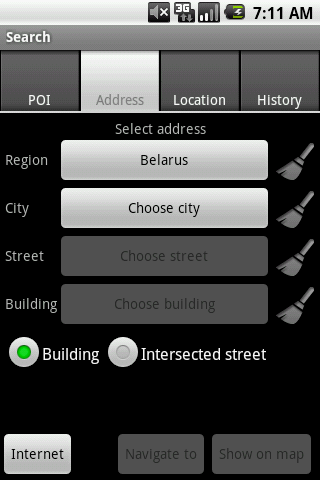 3G 7:11 AM
Search
POI Address Location History
Select address
Region Belarus
City Choose city
Street Choose street
Building Choose building
Building Intersected street
Internet Navigate to Show on map